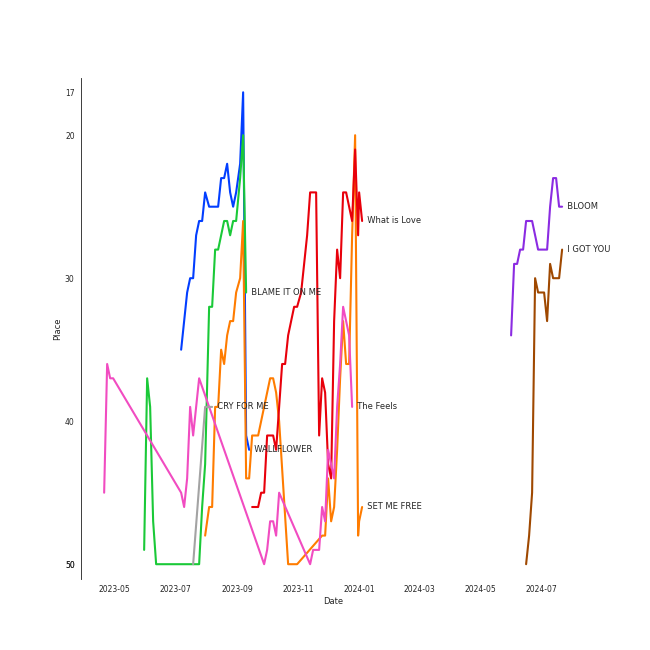 17
20
BLOOM
What is Love
I GOT YOU
30
BLAME IT ON ME
Place
40
CRY FOR ME
The Feels
WALLFLOWER
SET ME FREE
50
2023-05
2023-07
2023-09
2023-11
2024-01
2024-03
2024-05
2024-07
Date